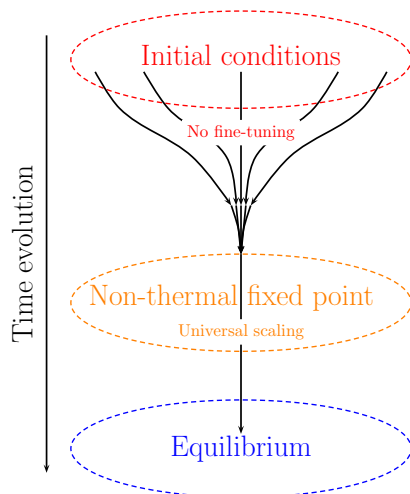 Initial conditions
No fine-tuning
Time evolution
Non-thermal fixed point
Universal scaling
Equilibrium